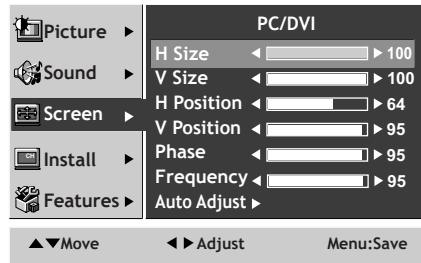 Picture
Sound
Screen
CH
Install
Features
PC/DVI
H Size 100
V Size 100
H Position 64
V Position 95
Phase 95
Frequency 95
Auto Adjust
▲▼Move ◀▶Adjust Menu:Save